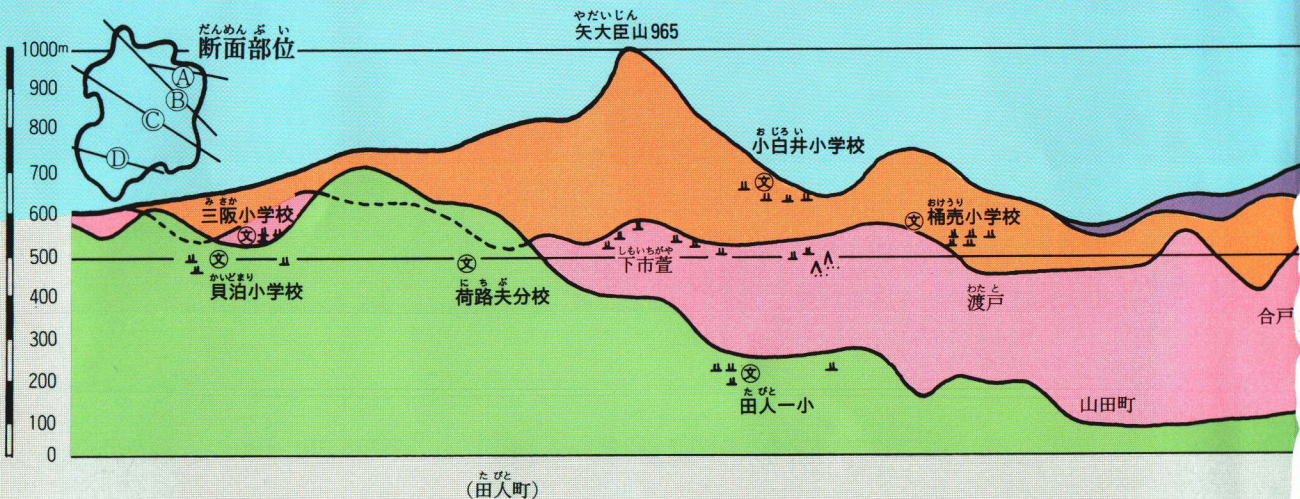 だんめんぶい
断面部位
Ⓐ
Ⓑ
Ⓒ
Ⓓ
1000m
900
800
700
600
500
400
300
200
100
0
やだいじん
矢大臣山965
おじろい
文 小白井小学校
みさか
三阪小学校
文
文
かいどまり
貝泊小学校
文
にちぶ
荷路夫分校
しもいちがや
下市萱
おけうり
文 桶売小学校
わたと
渡戸
合戸
文
たびと
田人一小
山田町
たびと
(田人町)